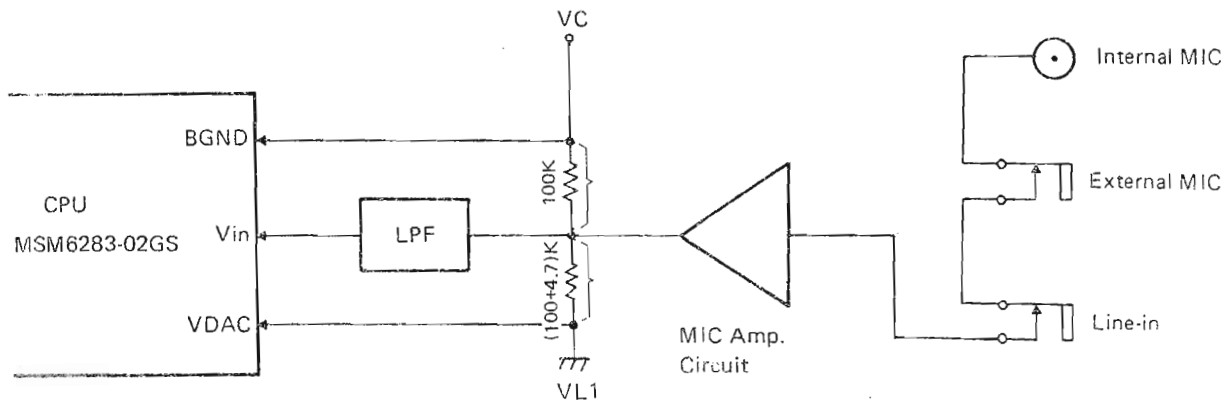 VC
Internal MIC
BGND
100K
External MIC
CPU
MSM6283-02GS
Vin
LPF
(100+4.7)K
VDAC
MIC Amp.
Circuit
Line-in
VL1